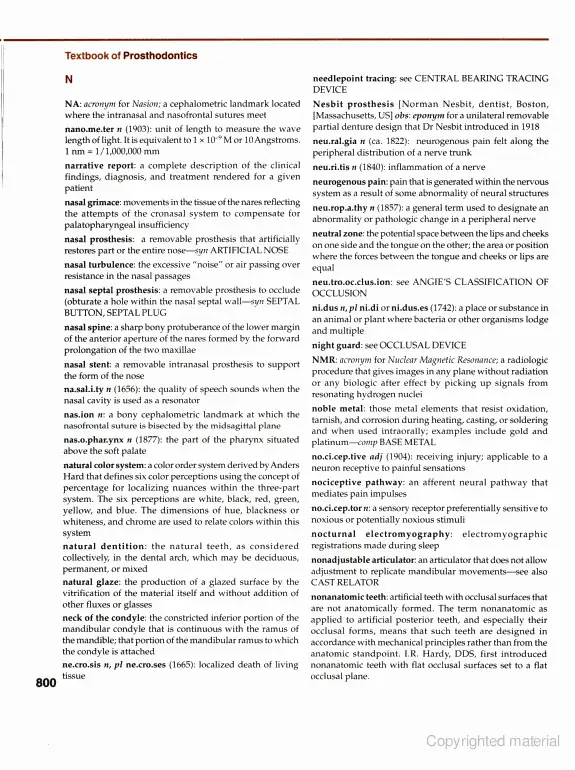 Textbook of Prosthodontics
N
NA: acronym for Nasion; a cephalometric landmark located
where the intranasal and nasofrontal sutures meet
nano.me.ter n (1903): unit of length to measure the wave
length of light. It is equivalent to 1 × 10⁻⁹ M or 10 Angstroms.
1 nm = 1/1,000,000 mm
narrative report: a complete description of the clinical
findings, diagnosis, and treatment rendered for a given
patient
nasal grimace: movements in the tissue of the nares reflecting
the attempts of the cronasal system to compensate for
palatopharyngeal insufficiency
nasal prosthesis: a removable prosthesis that artificially
restores part or the entire nose—syn ARTIFICIAL NOSE
nasal turbulence: the excessive "noise" or air passing over
resistance in the nasal passages
nasal septal prosthesis: a removable prosthesis to occlude
(obturate a hole within the nasal septal wall—syn SEPTAL
BUTTON, SEPTAL PLUG
nasal spine: a sharp bony protuberance of the lower margin
of the anterior aperture of the nares formed by the forward
prolongation of the two maxillae
nasal stent: a removable intranasal prosthesis to support
the form of the nose
na.sal.i.ty n (1656): the quality of speech sounds when the
nasal cavity is used as a resonator
nas.ion n: a bony cephalometric landmark at which the
nasofrontal suture is bisected by the midsagittal plane
nas.o.phar.ynx n (1877): the part of the pharynx situated
above the soft palate
natural color system: a color order system derived by Anders
Hard that defines six color perceptions using the concept of
percentage for localizing nuances within the three-part
system. The six perceptions are white, black, red, green,
yellow, and blue. The dimensions of hue, blackness or
whiteness, and chrome are used to relate colors within this
system
natural dentition: the natural teeth, as considered
collectively, in the dental arch, which may be deciduous,
permanent, or mixed
natural glaze: the production of a glazed surface by the
vitrification of the material itself and without addition of
other fluxes or glasses
neck of the condyle: the constricted inferior portion of the
mandibular condyle that is continuous with the ramus of
the mandible; that portion of the mandibular ramus to which
the condyle is attached
ne.cro.sis n, pl ne.cro.ses (1665): localized death of living
tissue
800
needlepoint tracing: see CENTRAL BEARING TRACING
DEVICE
Nesbit prosthesis [Norman Nesbit, dentist, Boston,
[Massachusetts, US] obs: eponym for a unilateral removable
partial denture design that Dr Nesbit introduced in 1918
neu.ral.gia n (ca. 1822): neurogenous pain felt along the
peripheral distribution of a nerve trunk
neu.ri.tis n (1840): inflammation of a nerve
neurogenous pain: pain that is generated within the nervous
system as a result of some abnormality of neural structures
neu.rop.a.thy n (1857): a general term used to designate an
abnormality or pathologic change in a peripheral nerve
neutral zone: the potential space between the lips and cheeks
on one side and the tongue on the other; the area or position
where the forces between the tongue and cheeks or lips are
equal
neu.tro.oc.clus.ion: see ANGIE'S CLASSIFICATION OF
OCCLUSION
ni.dus n, pl ni.di or ni.dus.es (1742): a place or substance in
an animal or plant where bacteria or other organisms lodge
and multiple
night guard: see OCCLUSAL DEVICE
NMR: acronym for Nuclear Magnetic Resonance; a radiologic
procedure that gives images in any plane without radiation
or any biologic after effect by picking up signals from
resonating hydrogen nuclei
noble metal: those metal elements that resist oxidation,
tarnish, and corrosion during heating, casting, or soldering
and when used intraorally; examples include gold and
platinum—comp BASE METAL
no.ci.cep.tive adj (1904): receiving injury; applicable to a
neuron receptive to painful sensations
nociceptive pathway: an afferent neural pathway that
mediates pain impulses
no.ci.cep.tor n: a sensory receptor preferentially sensitive to
noxious or potentially noxious stimuli
nocturnal electromyography: electromyographic
registrations made during sleep
nonadjustable articulator: an articulator that does not allow
adjustment to replicate mandibular movements—see also
CAST RELATOR
nonanatomic teeth: artificial teeth with occlusal surfaces that
are not anatomically formed. The term nonanatomic as
applied to artificial posterior teeth, and especially their
occlusal forms, means that such teeth are designed in
accordance with mechanical principles rather than from the
anatomic standpoint. I.R. Hardy, DDS, first introduced
nonanatomic teeth with flat occlusal surfaces set to a flat
occlusal plane.
Copyrighted material